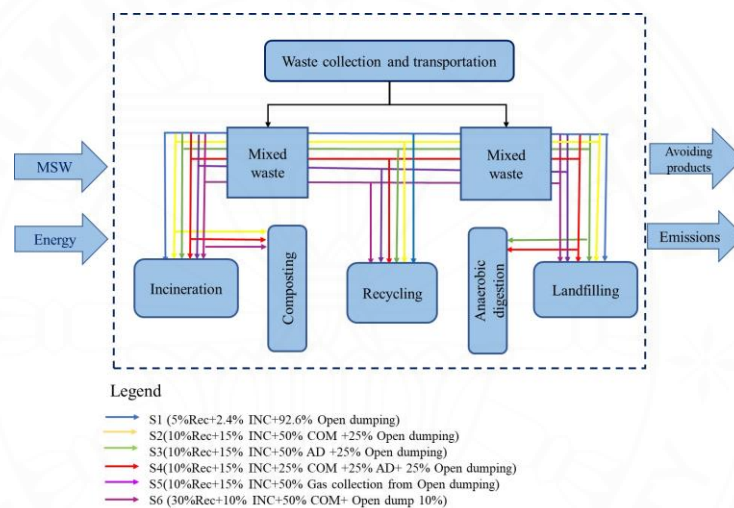 Waste collection and transportation
Mixed
waste
Mixed
waste
MSW
Avoiding
products
Energy
Emissions
Incineration
Composting
Recycling
Anaerobic
digestion
Landfilling
Legend
S1 (5%Rec+2.4% INC+92.6% Open dumping)
S2(10%Rec+15% INC+50% COM +25% Open dumping)
S3(10%Rec+15% INC+50% AD +25% Open dumping)
S4(10%Rec+15% INC+25% COM +25% AD+ 25% Open dumping)
S5(10%Rec+15% INC+50% Gas collection from Open dumping)
S6 (30%Rec+10% INC+50% COM+ Open dump 10%)